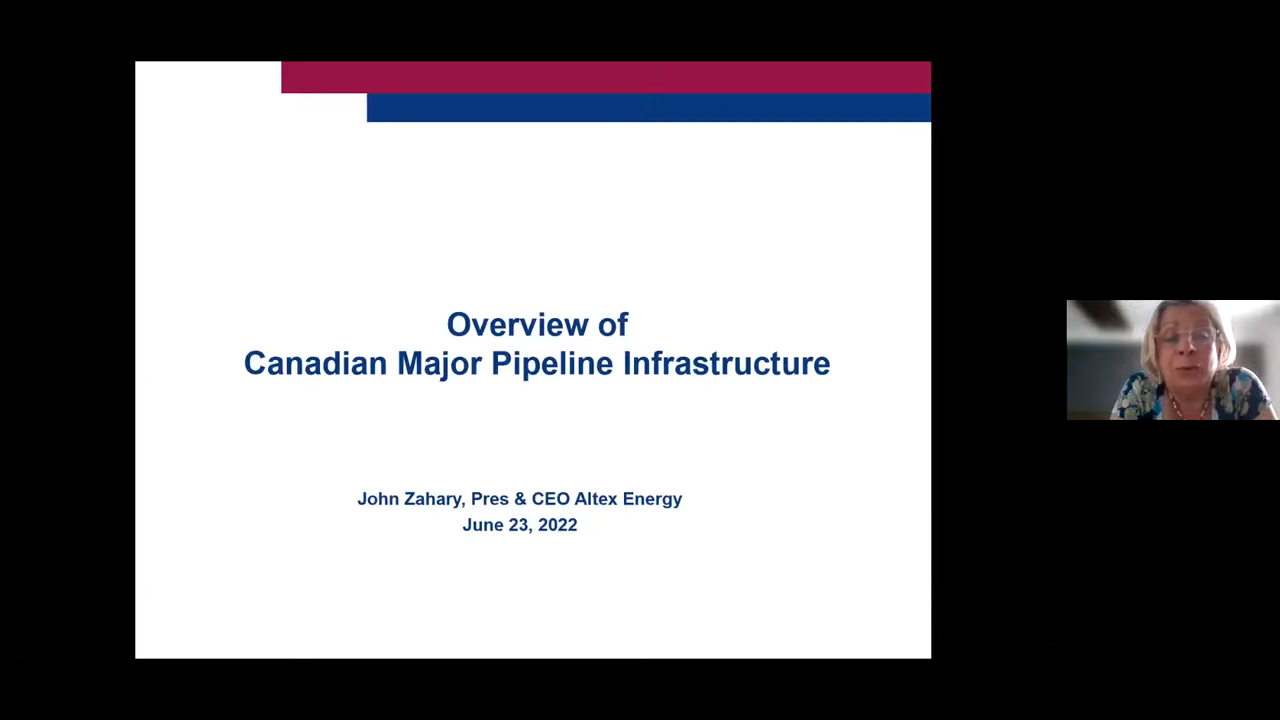 Overview of
Canadian Major Pipeline Infrastructure
John Zahary, Pres & CEO Altex Energy
June 23, 2022